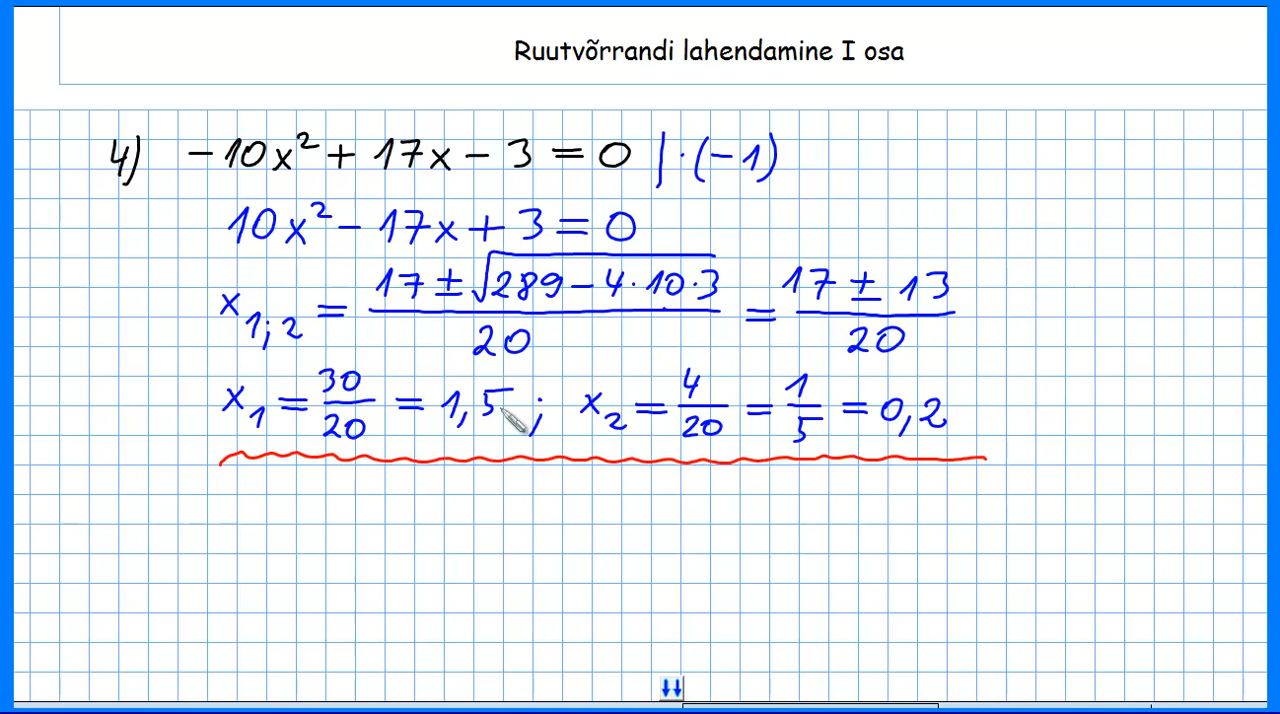 Ruutvõrrandi lahendamine I osa
4) -10x² + 17x - 3 = 0 | · (-1)
10x² - 17x + 3 = 0
x₁;₂ = (17 ± √(289 - 4 · 10 · 3))/20 = (17 ± 13)/20
x₁ = 30/20 = 1,5 ; x₂ = 4/20 = 1/5 = 0,2